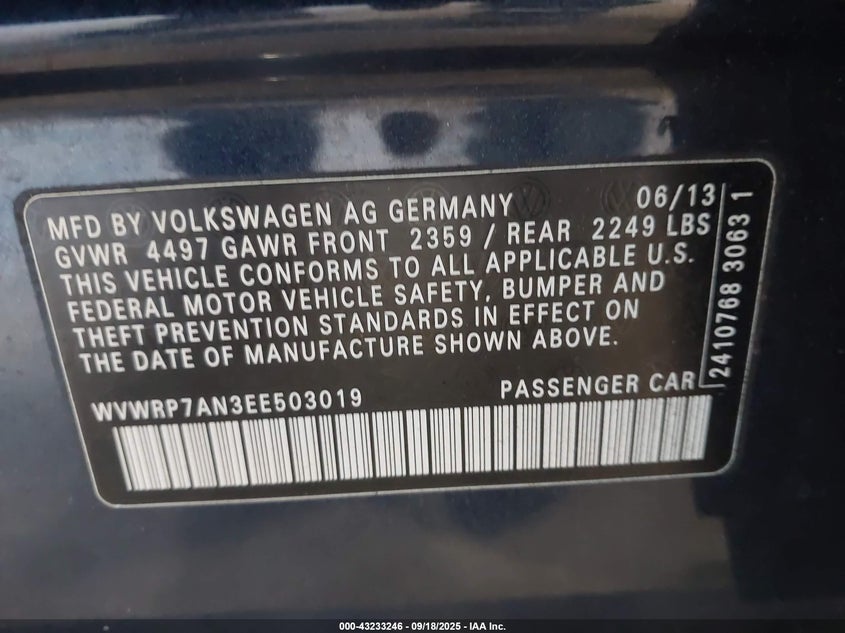 MFD BY VOLKSWAGEN AG GERMANY 06/13
GVWR 4497 GAWR FRONT 2359 / REAR 2249 LBS
THIS VEHICLE CONFORMS TO ALL APPLICABLE U.S.
FEDERAL MOTOR VEHICLE SAFETY, BUMPER AND
THEFT PREVENTION STANDARDS IN EFFECT ON
THE DATE OF MANUFACTURE SHOWN ABOVE.
WVWRP7AN3EE503019 PASSENGER CAR
2410768 3063 1
000-43233246 - 09/18/2025 - IAA Inc.